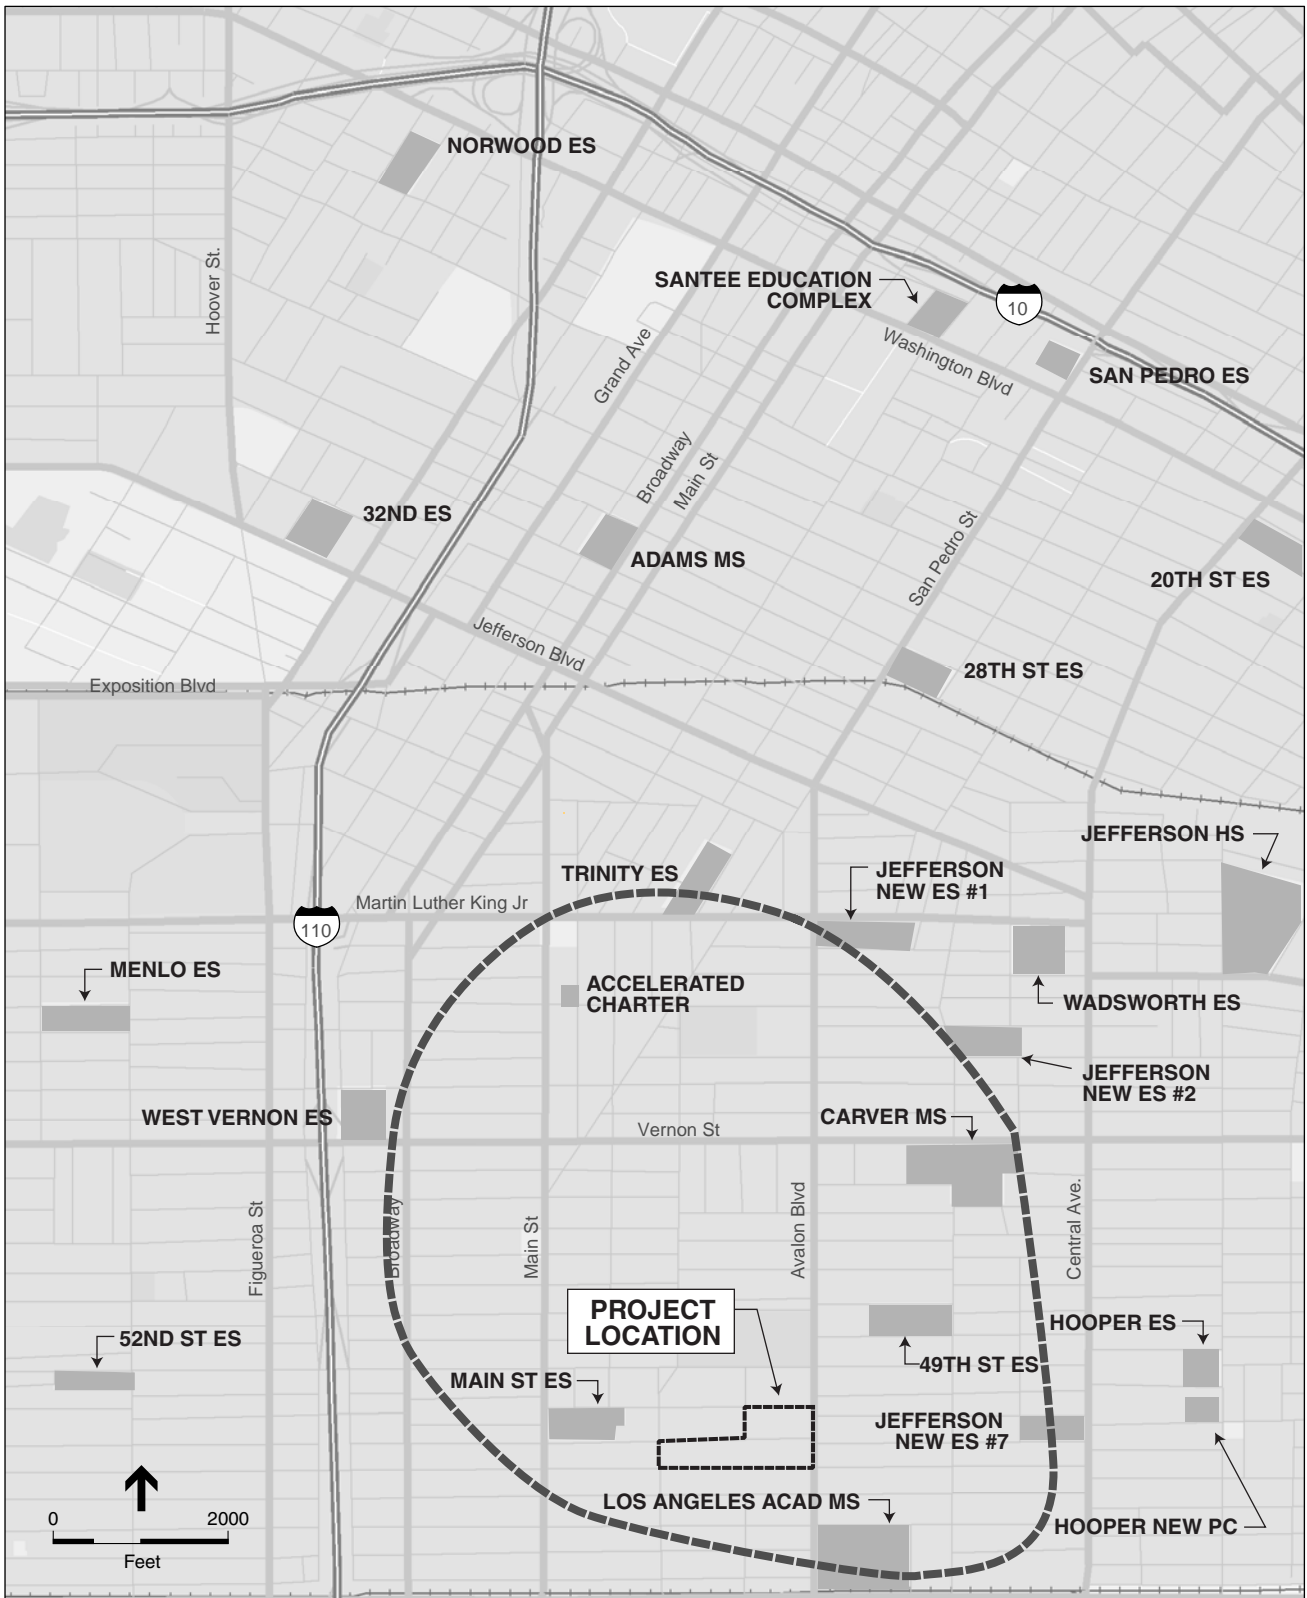 NORWOOD ES
Hoover St.
SANTEE EDUCATION
COMPLEX
10
Washington Blvd
Grand Ave
SAN PEDRO ES
Broadway
Main St
32ND ES
ADAMS MS
San Pedro St
20TH ST ES
Jefferson Blvd
28TH ST ES
Exposition Blvd
JEFFERSON HS
TRINITY ES
JEFFERSON
NEW ES #1
Martin Luther King Jr
110
MENLO ES
ACCELERATED
CHARTER
WADSWORTH ES
JEFFERSON
NEW ES #2
WEST VERNON ES
CARVER MS
Vernon St
Figueroa St
Broadway
Main St
Avalon Blvd
Central Ave.
PROJECT
LOCATION
HOOPER ES
52ND ST ES
49TH ST ES
MAIN ST ES
JEFFERSON
NEW ES #7
LOS ANGELES ACAD MS
HOOPER NEW PC
0 2000
Feet